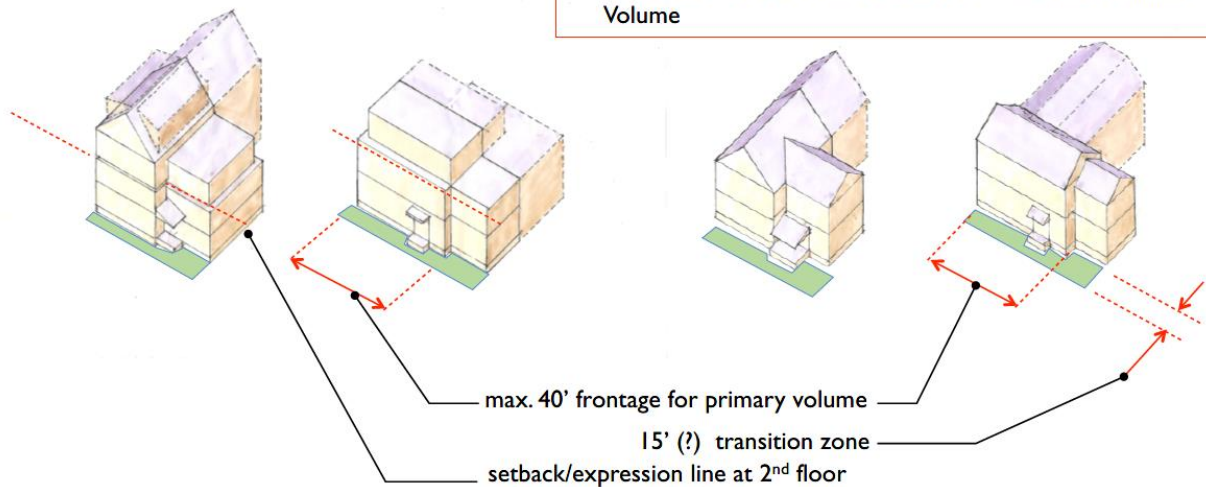 Volume
max. 40’ frontage for primary volume
15’ (?) transition zone
setback/expression line at 2nd floor